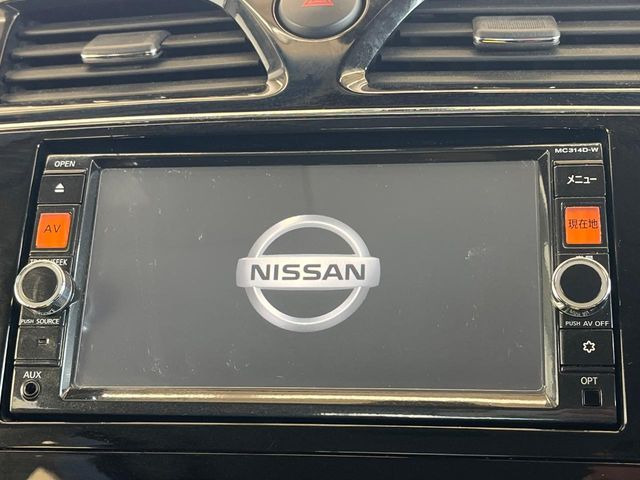 OPEN
MC314D-W
メニュー
AV
現在地
NISSAN
PUSH SOURCE
PUSH AV OFF
AUX
OPT